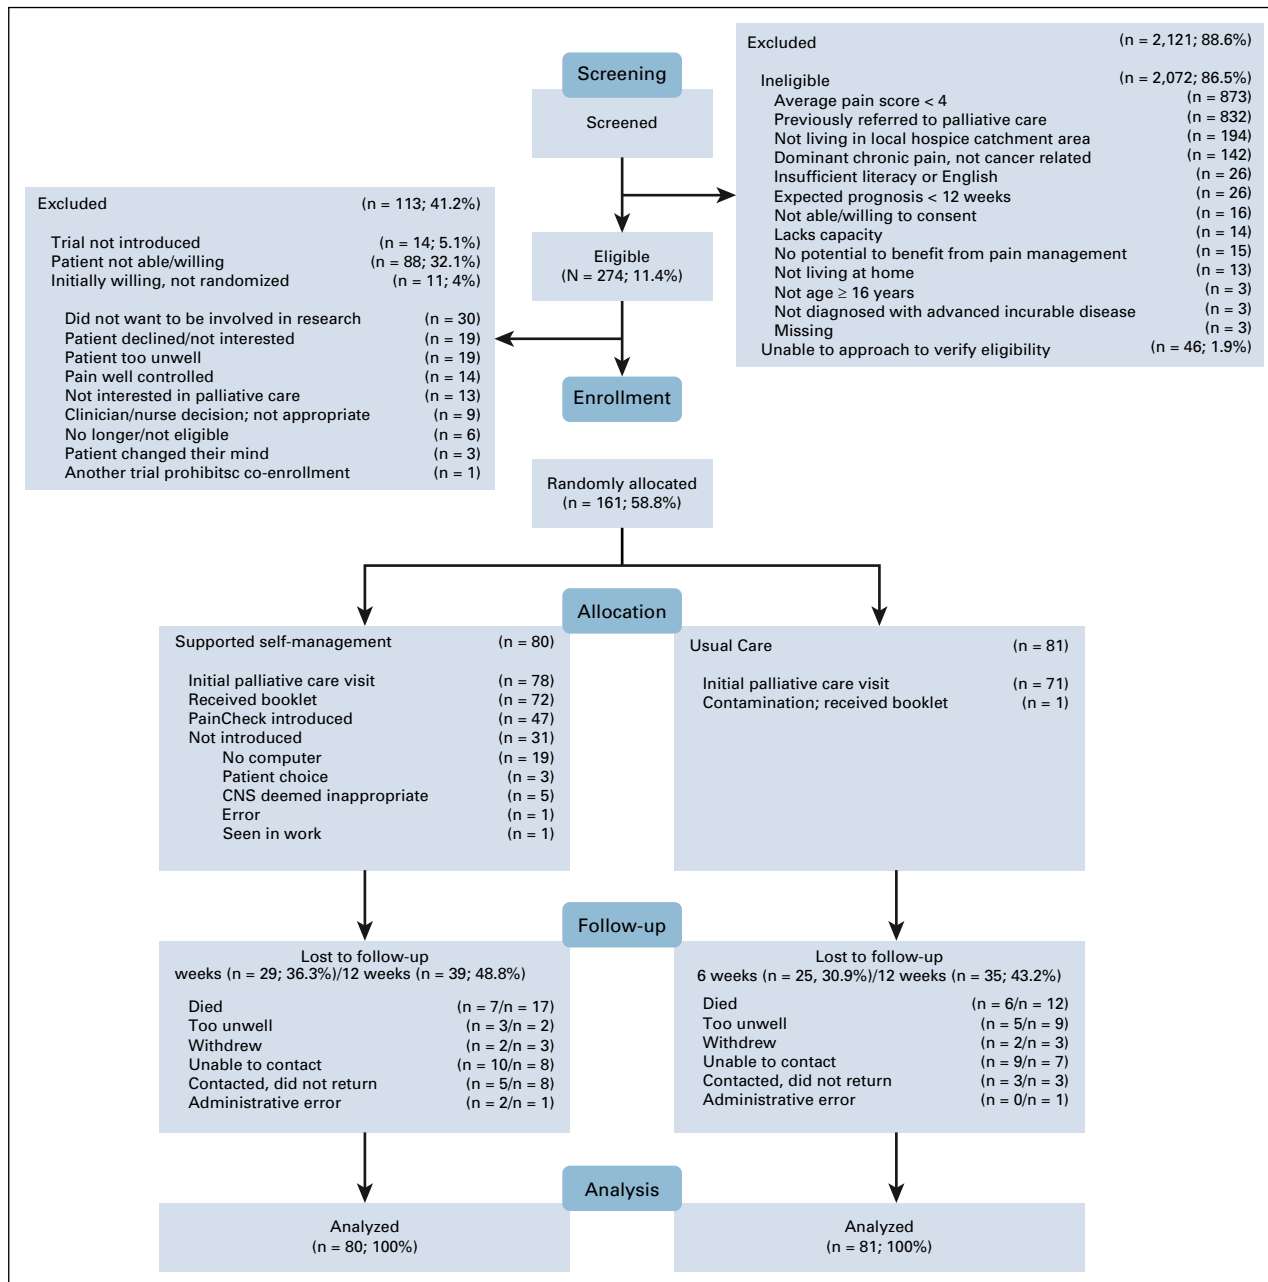 Screening
Screened
Excluded (n = 2,121; 88.6%)
Ineligible (n = 2,072; 86.5%)
Average pain score < 4 (n = 873)
Previously referred to palliative care (n = 832)
Not living in local hospice catchment area (n = 194)
Dominant chronic pain, not cancer related (n = 142)
Insufficient literacy or English (n = 26)
Expected prognosis < 12 weeks (n = 26)
Not able/willing to consent (n = 16)
Lacks capacity (n = 14)
No potential to benefit from pain management (n = 15)
Not living at home (n = 13)
Not age ≥ 16 years (n = 3)
Not diagnosed with advanced incurable disease (n = 3)
Missing (n = 3)
Unable to approach to verify eligibility (n = 46; 1.9%)
Eligible
(N = 274; 11.4%)
Excluded (n = 113; 41.2%)
Trial not introduced (n = 14; 5.1%)
Patient not able/willing (n = 88; 32.1%)
Initially willing, not randomized (n = 11; 4%)
Did not want to be involved in research (n = 30)
Patient declined/not interested (n = 19)
Patient too unwell (n = 19)
Pain well controlled (n = 14)
Not interested in palliative care (n = 13)
Clinician/nurse decision; not appropriate (n = 9)
No longer/not eligible (n = 6)
Patient changed their mind (n = 3)
Another trial prohibitsc co-enrollment (n = 1)
Enrollment
Randomly allocated
(n = 161; 58.8%)
Allocation
Supported self-management (n = 80)
Initial palliative care visit (n = 78)
Received booklet (n = 72)
PainCheck introduced (n = 47)
Not introduced (n = 31)
No computer (n = 19)
Patient choice (n = 3)
CNS deemed inappropriate (n = 5)
Error (n = 1)
Seen in work (n = 1)
Usual Care (n = 81)
Initial palliative care visit (n = 71)
Contamination; received booklet (n = 1)
Follow-up
Lost to follow-up
weeks (n = 29; 36.3%)/12 weeks (n = 39; 48.8%)
Died (n = 7/n = 17)
Too unwell (n = 3/n = 2)
Withdrew (n = 2/n = 3)
Unable to contact (n = 10/n = 8)
Contacted, did not return (n = 5/n = 8)
Administrative error (n = 2/n = 1)
Lost to follow-up
6 weeks (n = 25, 30.9%)/12 weeks (n = 35; 43.2%)
Died (n = 6/n = 12)
Too unwell (n = 5/n = 9)
Withdrew (n = 2/n = 3)
Unable to contact (n = 9/n = 7)
Contacted, did not return (n = 3/n = 3)
Administrative error (n = 0/n = 1)
Analysis
Analyzed
(n = 80; 100%)
Analyzed
(n = 81; 100%)